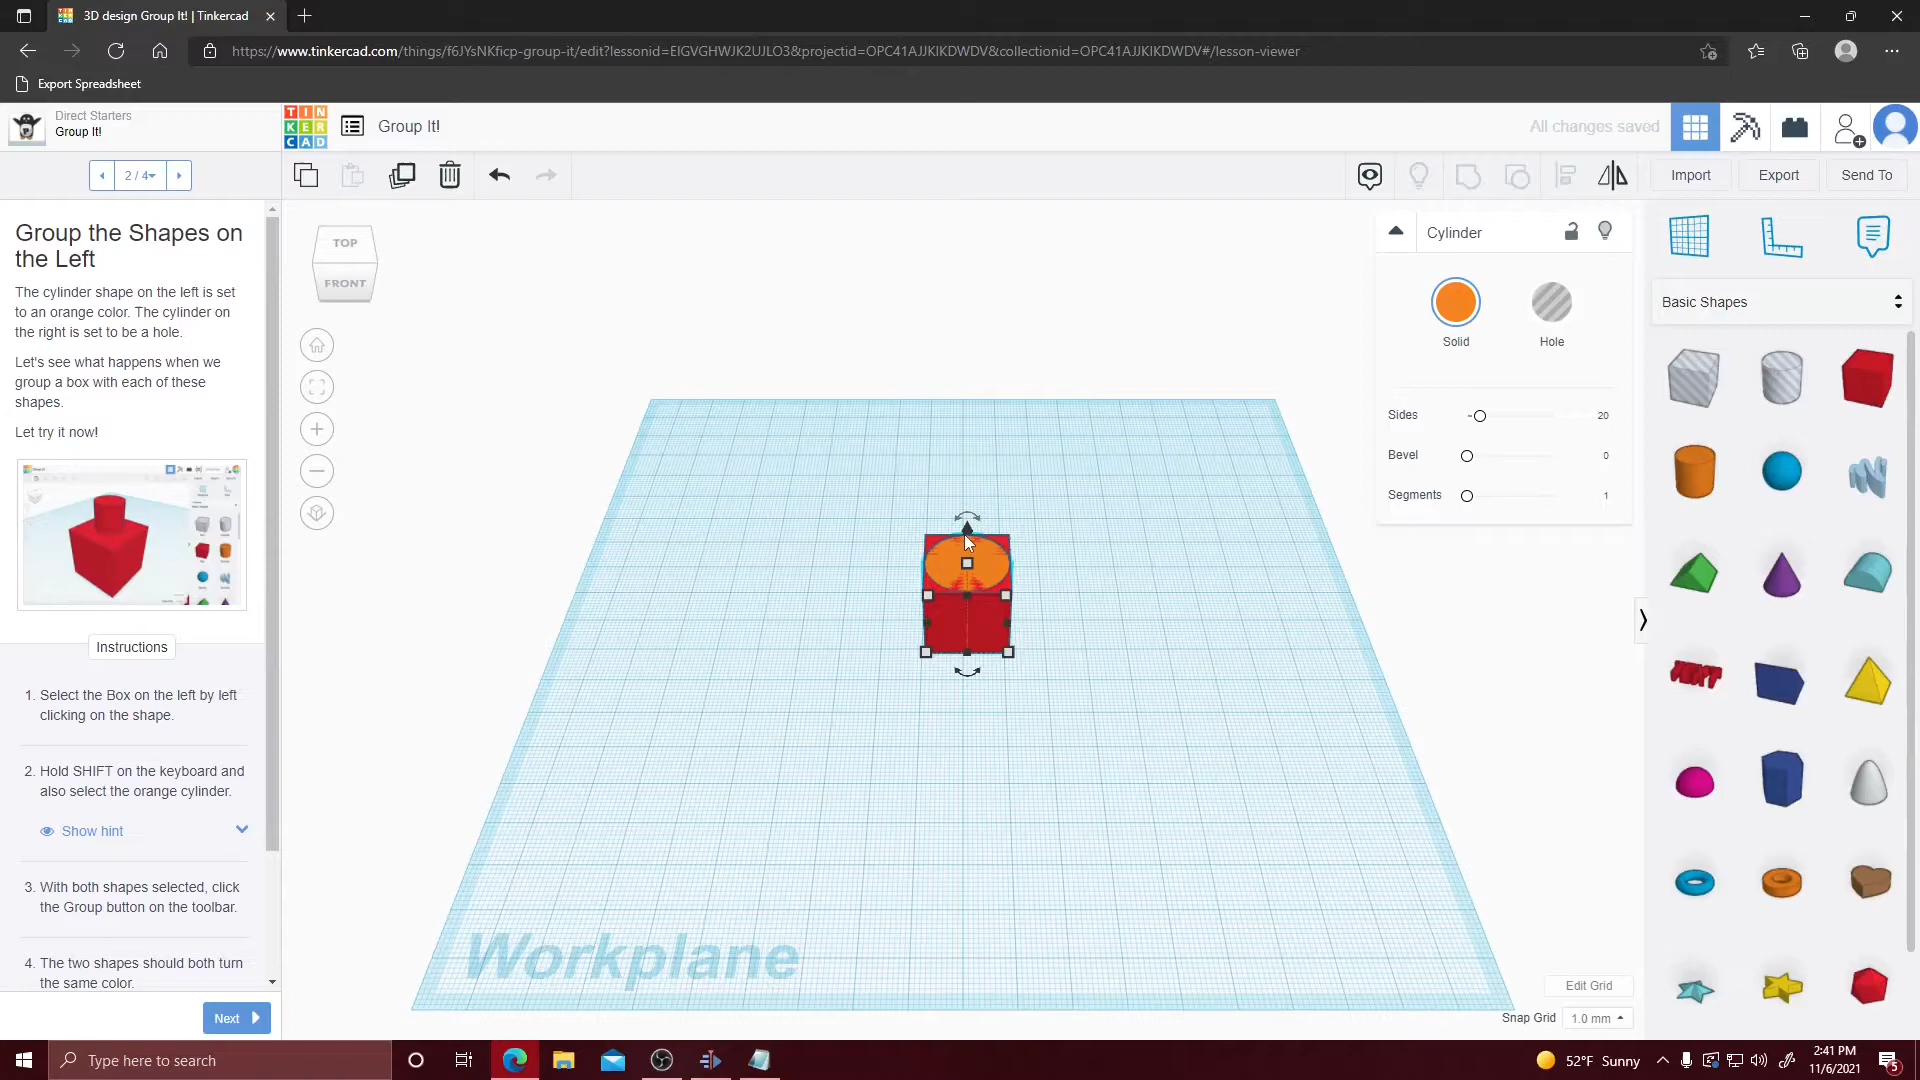 3D design Group It! | Tinkercad
https://www.tinkercad.com/things/f6JYsNKficp-group-it/edit?lessonid=EIGVGHWJK2UJLO3&projectid=OPC41AJJKIKDWDV&collectionid=OPC41AJJKIKDWDV#/lesson-viewer
Export Spreadsheet
Direct Starters
Group It!
TIN
KER
CAD
Group It!
All changes saved
2 / 4
Import
Export
Send To
Group the Shapes on
the Left
The cylinder shape on the left is set
to an orange color. The cylinder on
the right is set to be a hole.
Let's see what happens when we
group a box with each of these
shapes.
Let try it now!
Instructions
1. Select the Box on the left by left
clicking on the shape.
2. Hold SHIFT on the keyboard and
also select the orange cylinder.
Show hint
3. With both shapes selected, click
the Group button on the toolbar.
4. The two shapes should both turn
the same color.
Next
TOP
FRONT
Workplane
Cylinder
Solid
Hole
Sides
20
Bevel
0
Segments
1
Basic Shapes
TEXT
Edit Grid
Snap Grid
1.0 mm
Type here to search
52°F Sunny
2:41 PM
11/6/2021
5